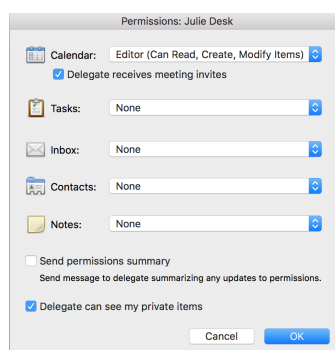 Permissions: Julie Desk
Calendar: Editor (Can Read, Create, Modify Items)
Delegate receives meeting invites
Tasks: None
Inbox: None
Contacts: None
Notes: None
Send permissions summary
Send message to delegate summarizing any updates to permissions.
Delegate can see my private items
Cancel OK